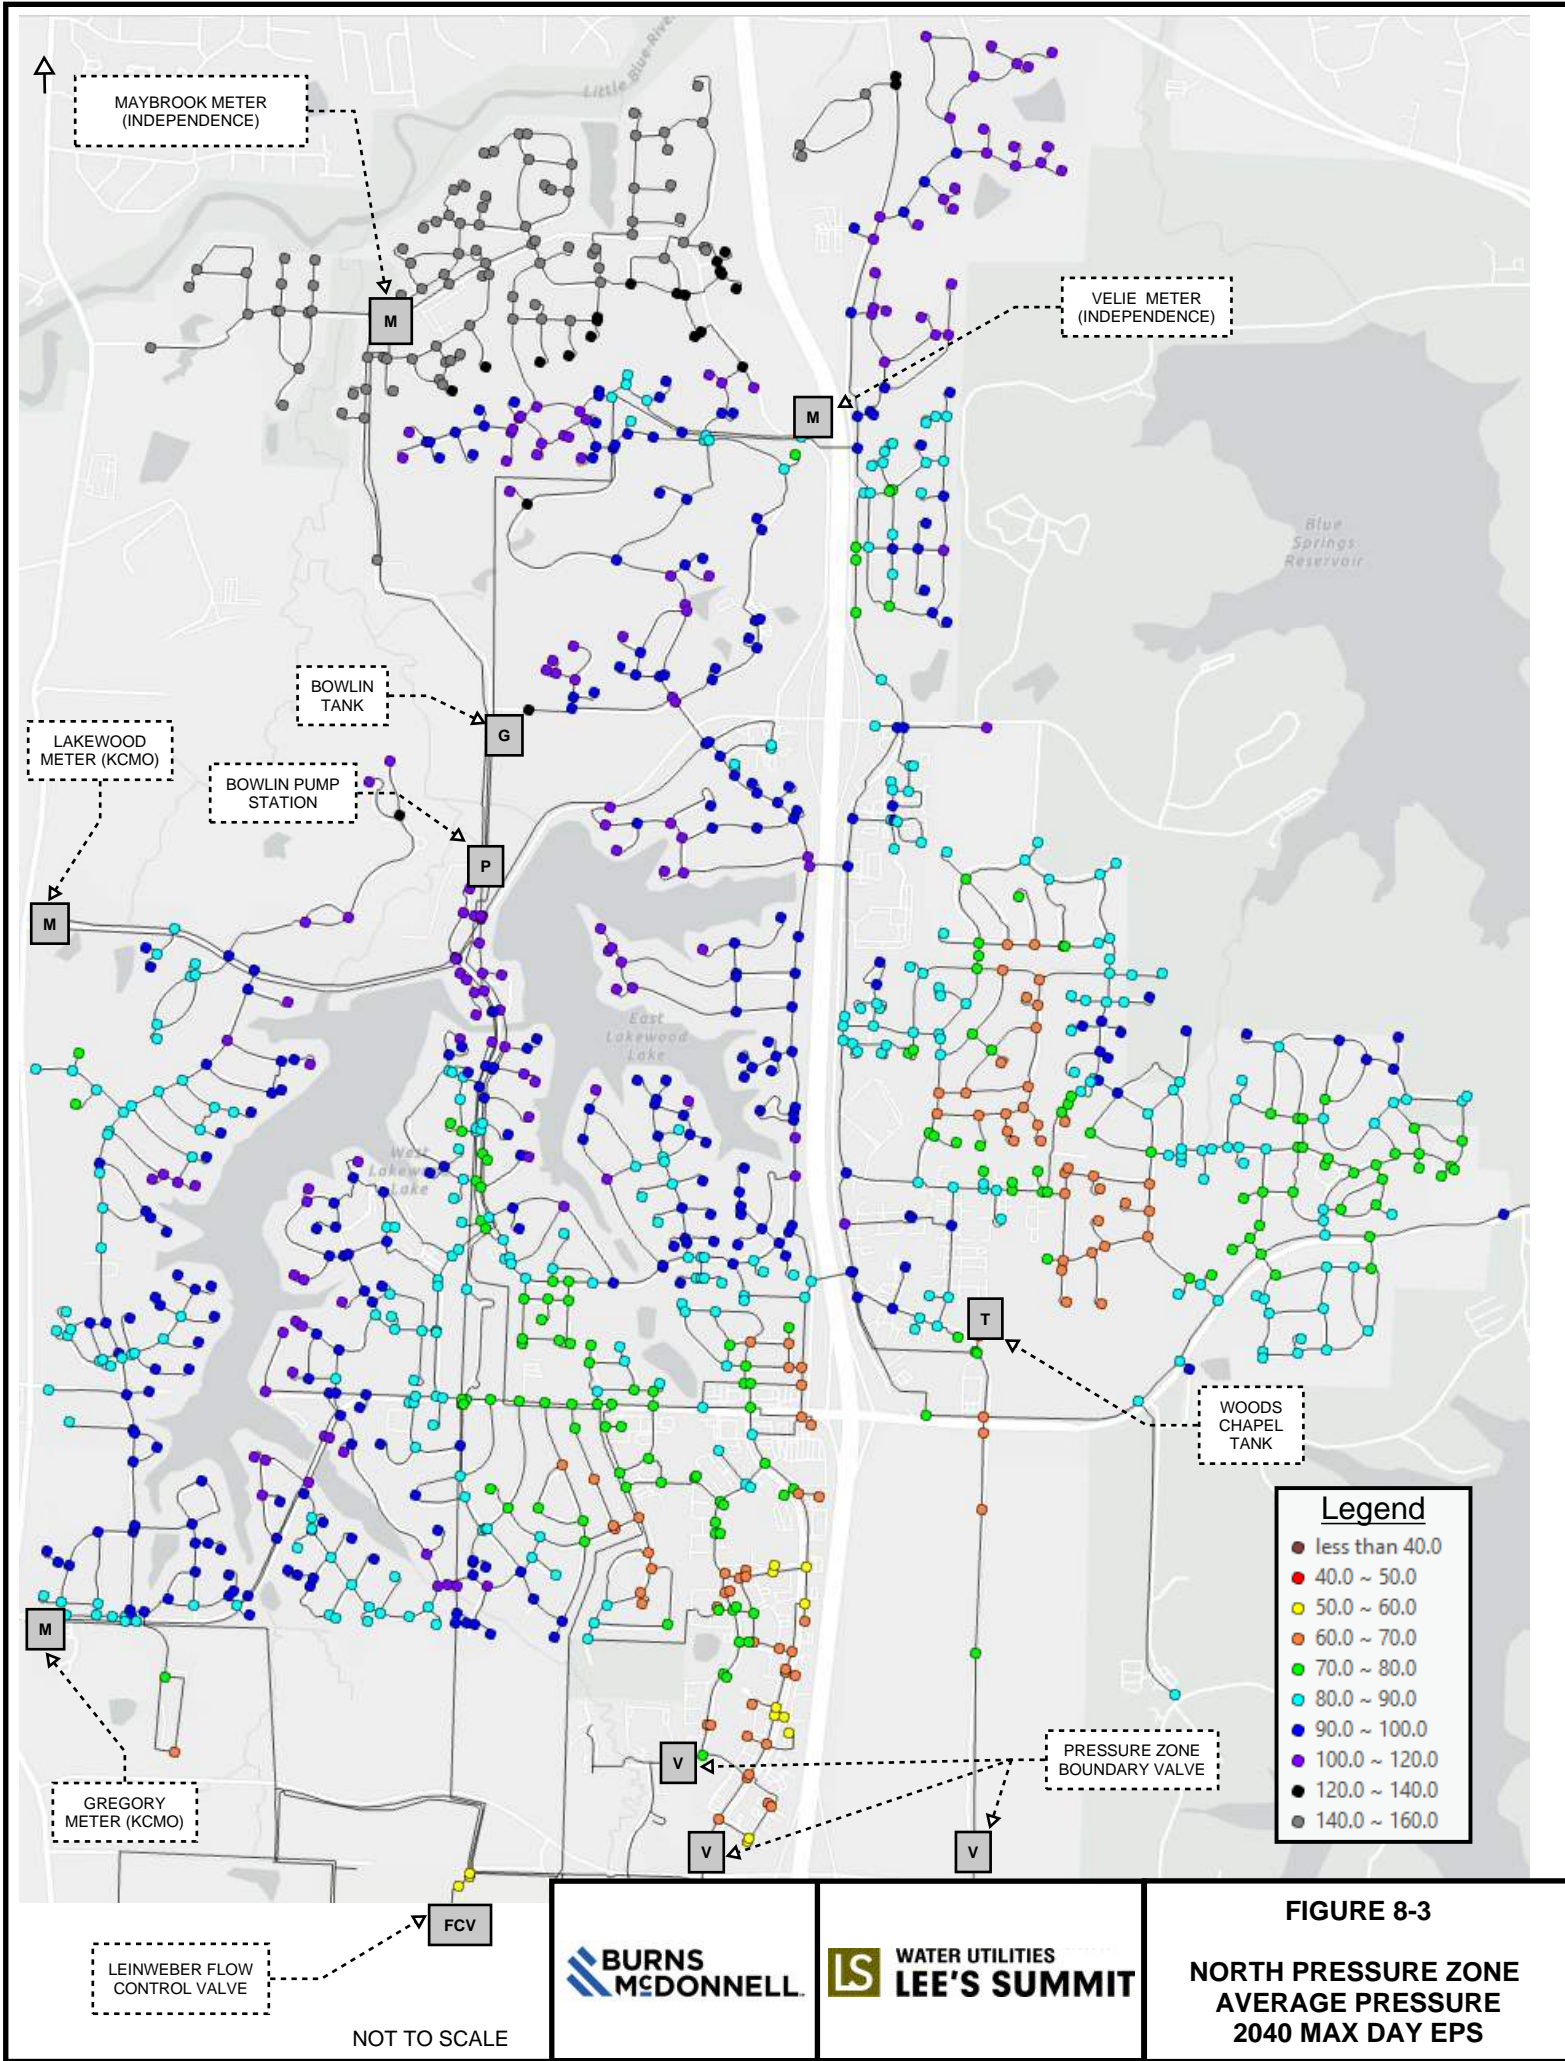 Little Blue River
MAYBROOK METER
(INDEPENDENCE)
M
VELIE METER
(INDEPENDENCE)
M
Blue
Springs
Reservoir
BOWLIN
TANK
G
LAKEWOOD
METER (KCMO)
BOWLIN PUMP
STATION
P
M
East
Lakewood
Lake
West
Lakewood
Lake
T
WOODS
CHAPEL
TANK
Legend
less than 40.0
40.0 ~ 50.0
50.0 ~ 60.0
60.0 ~ 70.0
70.0 ~ 80.0
80.0 ~ 90.0
90.0 ~ 100.0
100.0 ~ 120.0
120.0 ~ 140.0
140.0 ~ 160.0
M
GREGORY
METER (KCMO)
V
PRESSURE ZONE
BOUNDARY VALVE
V
V
FCV
LEINWEBER FLOW
CONTROL VALVE
NOT TO SCALE
BURNS
McDONNELL
LS
WATER UTILITIES
LEE'S SUMMIT
FIGURE 8-3
NORTH PRESSURE ZONE
AVERAGE PRESSURE
2040 MAX DAY EPS